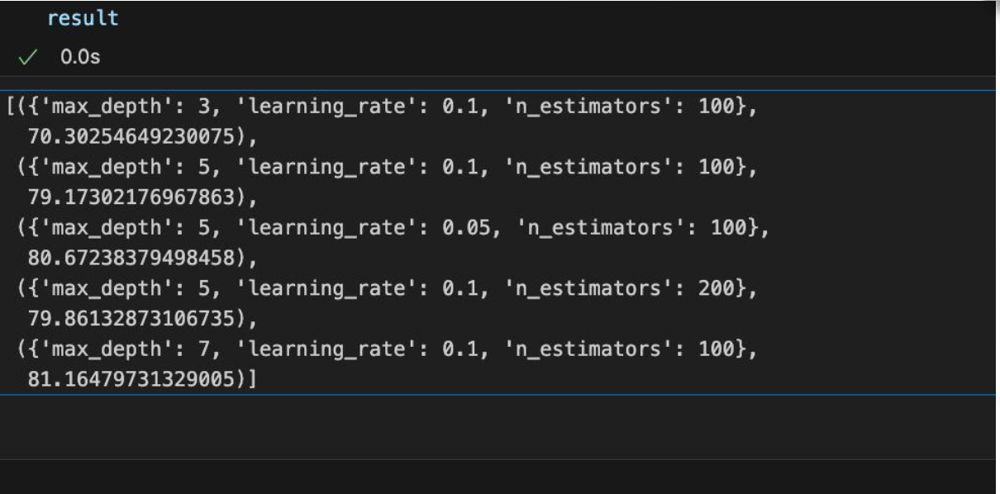 result
0.0s
[({'max_depth': 3, 'learning_rate': 0.1, 'n_estimators': 100},
70.30254649230075),
({'max_depth': 5, 'learning_rate': 0.1, 'n_estimators': 100},
79.17302176967863),
({'max_depth': 5, 'learning_rate': 0.05, 'n_estimators': 100},
80.67238379498458),
({'max_depth': 5, 'learning_rate': 0.1, 'n_estimators': 200},
79.86132873106735),
({'max_depth': 7, 'learning_rate': 0.1, 'n_estimators': 100},
81.16479731329005)]